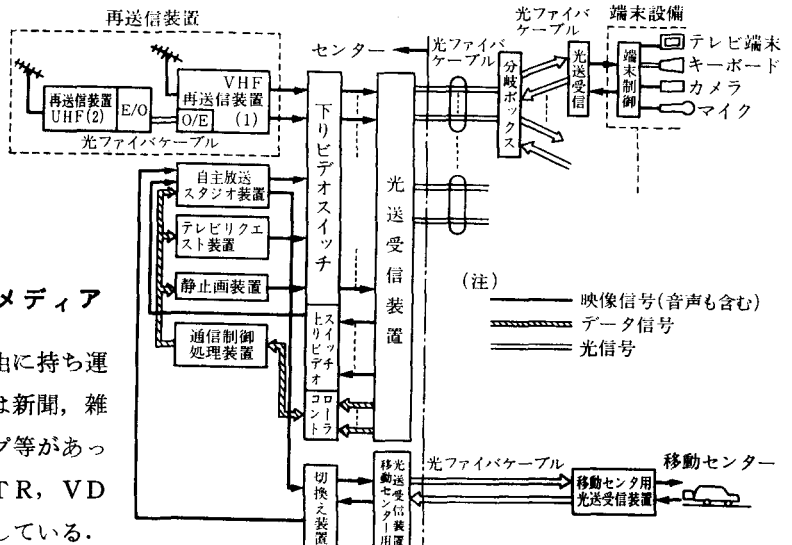 再送信装置
光ファイバ
ケーブル
端末設備
センター
光ファイバ
ケーブル
再送信装置
UHF(2)
E/O
VHF
再送信装置
(1)
O/E
光ファイバケーブル
下りビデオスイッチ
光送受信装置
分岐ボックス
光送受信
端末制御
テレビ端末
キーボード
カメラ
マイク
自主放送
スタジオ装置
テレビリクエ
スト装置
静止画装置
通信制御
処理装置
上りビデオ
スイッチ
コント
ローラ
(注)
映像信号(音声も含む)
データ信号
光信号
切換え装置
移動センター用
光送受信装置
光ファイバケーブル
移動センタ用
光送受信装置
移動センター
メディア
由に持ち運
は新聞，雑
プ等があっ
TR，VD
している．